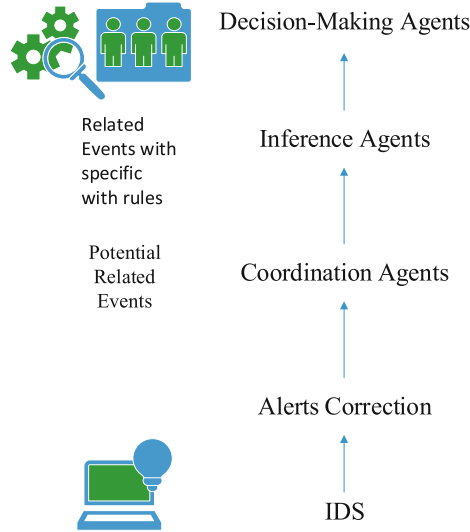 Decision-Making Agents
Related
Events with
specific
with rules
Inference Agents
Potential
Related
Events
Coordination Agents
Alerts Correction
IDS